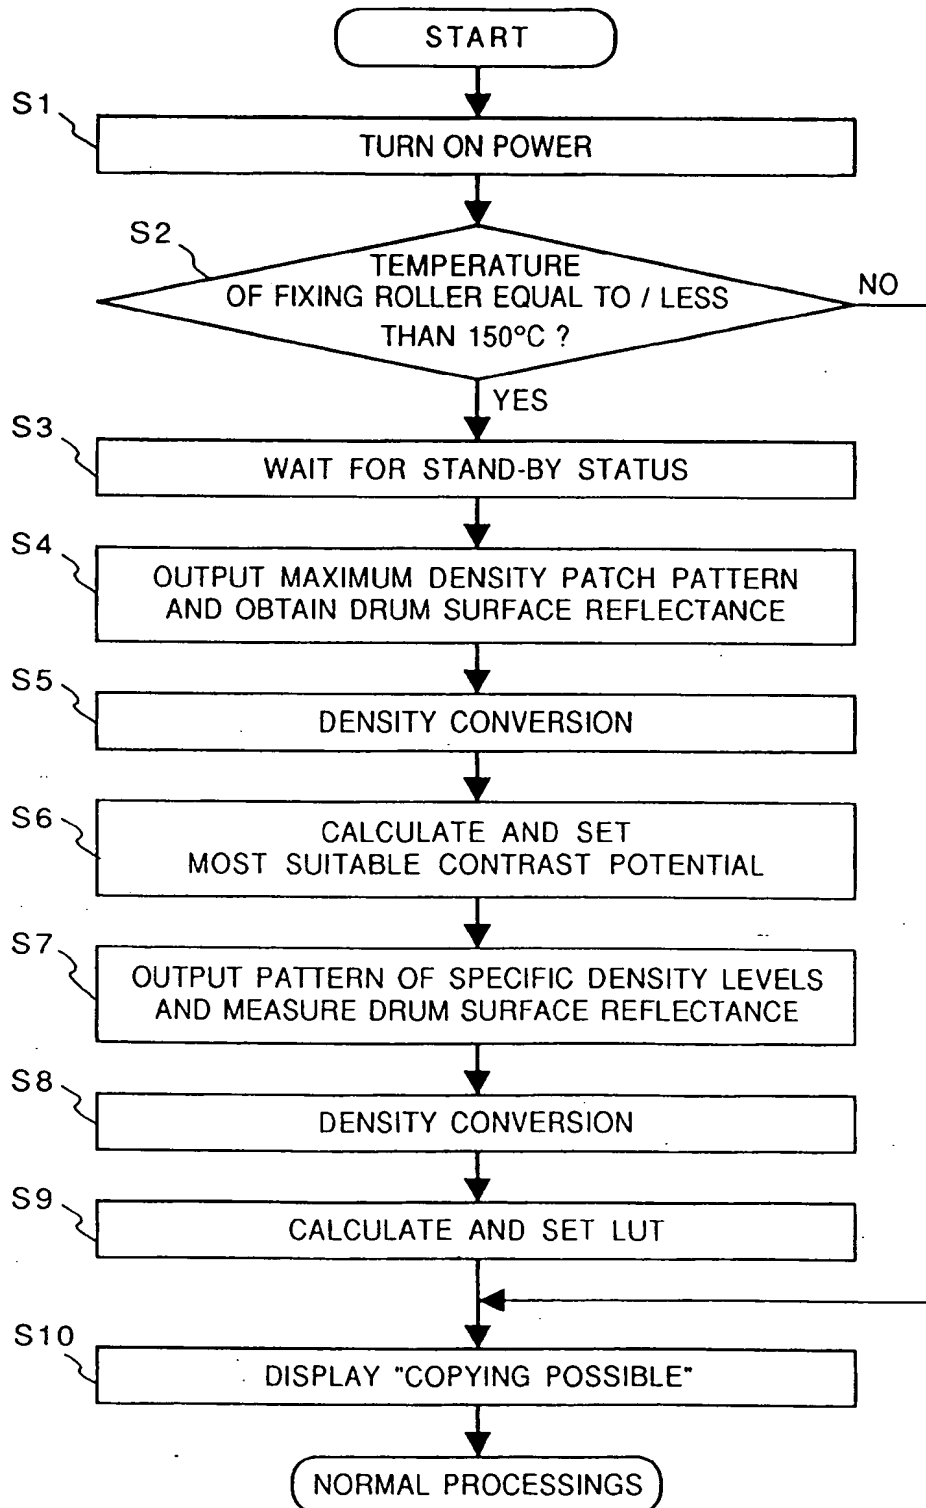 START
S1
TURN ON POWER
S2
TEMPERATURE
OF FIXING ROLLER EQUAL TO / LESS
THAN 150°C ?
NO
YES
S3
WAIT FOR STAND-BY STATUS
S4
OUTPUT MAXIMUM DENSITY PATCH PATTERN
AND OBTAIN DRUM SURFACE REFLECTANCE
S5
DENSITY CONVERSION
S6
CALCULATE AND SET
MOST SUITABLE CONTRAST POTENTIAL
S7
OUTPUT PATTERN OF SPECIFIC DENSITY LEVELS
AND MEASURE DRUM SURFACE REFLECTANCE
S8
DENSITY CONVERSION
S9
CALCULATE AND SET LUT
S10
DISPLAY "COPYING POSSIBLE"
NORMAL PROCESSINGS